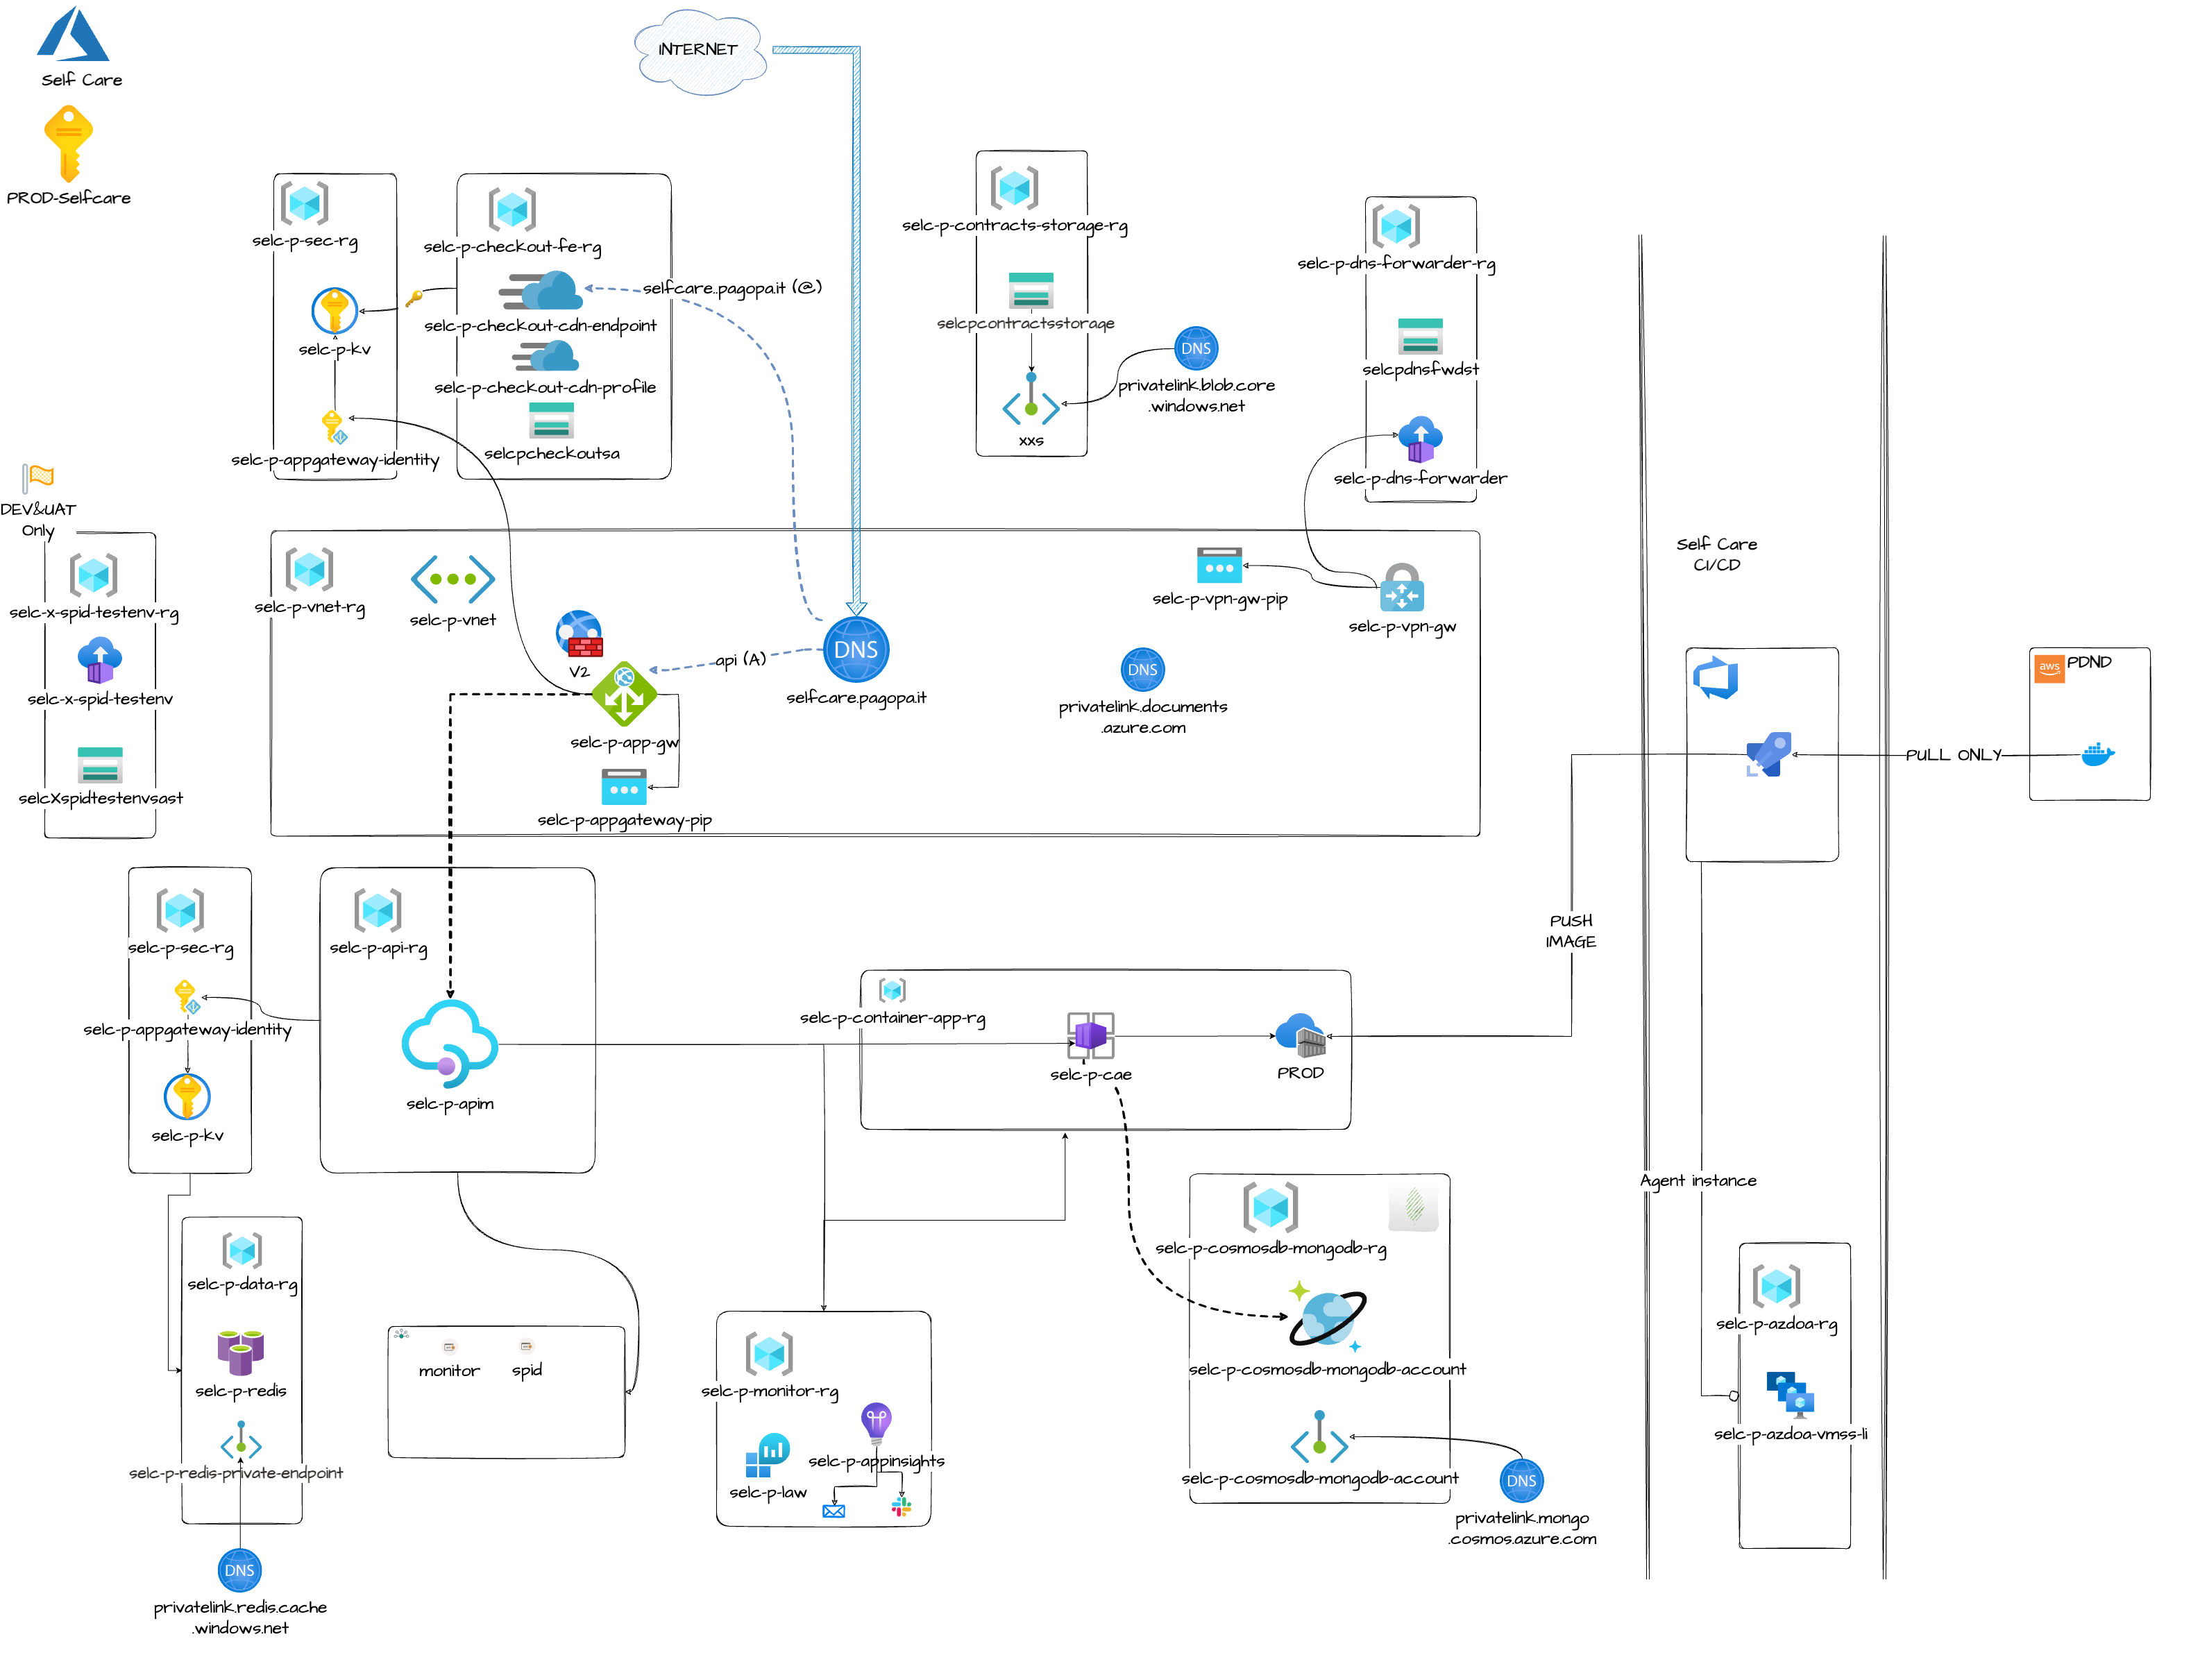 Self Care
PROD-Selfcare
INTERNET
selc-p-sec-rg
selc-p-kv
selc-p-appgateway-identity
selc-p-checkout-fe-rg
selc-p-checkout-cdn-endpoint
selc-p-checkout-cdn-profile
selcpcheckoutsa
selfcare..pagopa.it (@)
selc-p-contracts-storage-rg
selcpcontractsstorage
xxs
DNS
privatelink.blob.core
.windows.net
selc-p-dns-forwarder-rg
selcpdnsfwdst
selc-p-dns-forwarder
DEV&UAT
Only
selc-x-spid-testenv-rg
selc-x-spid-testenv
selcXspidtestenvsast
selc-p-vnet-rg
selc-p-vnet
V2
selc-p-app-gw
selc-p-appgateway-pip
api (A)
DNS
selfcare.pagopa.it
DNS
privatelink.documents
.azure.com
selc-p-vpn-gw-pip
selc-p-vpn-gw
Self Care
CI/CD
PULL ONLY
aws
PDND
PUSH
IMAGE
Agent instance
selc-p-sec-rg
selc-p-appgateway-identity
selc-p-kv
selc-p-api-rg
selc-p-apim
selc-p-container-app-rg
selc-p-cae
PROD
selc-p-data-rg
selc-p-redis
selc-p-redis-private-endpoint
DNS
privatelink.redis.cache
.windows.net
monitor
spid
selc-p-monitor-rg
selc-p-law
selc-p-appinsights
selc-p-cosmosdb-mongodb-rg
selc-p-cosmosdb-mongodb-account
selc-p-cosmosdb-mongodb-account
DNS
privatelink.mongo
.cosmos.azure.com
selc-p-azdoa-rg
selc-p-azdoa-vmss-li